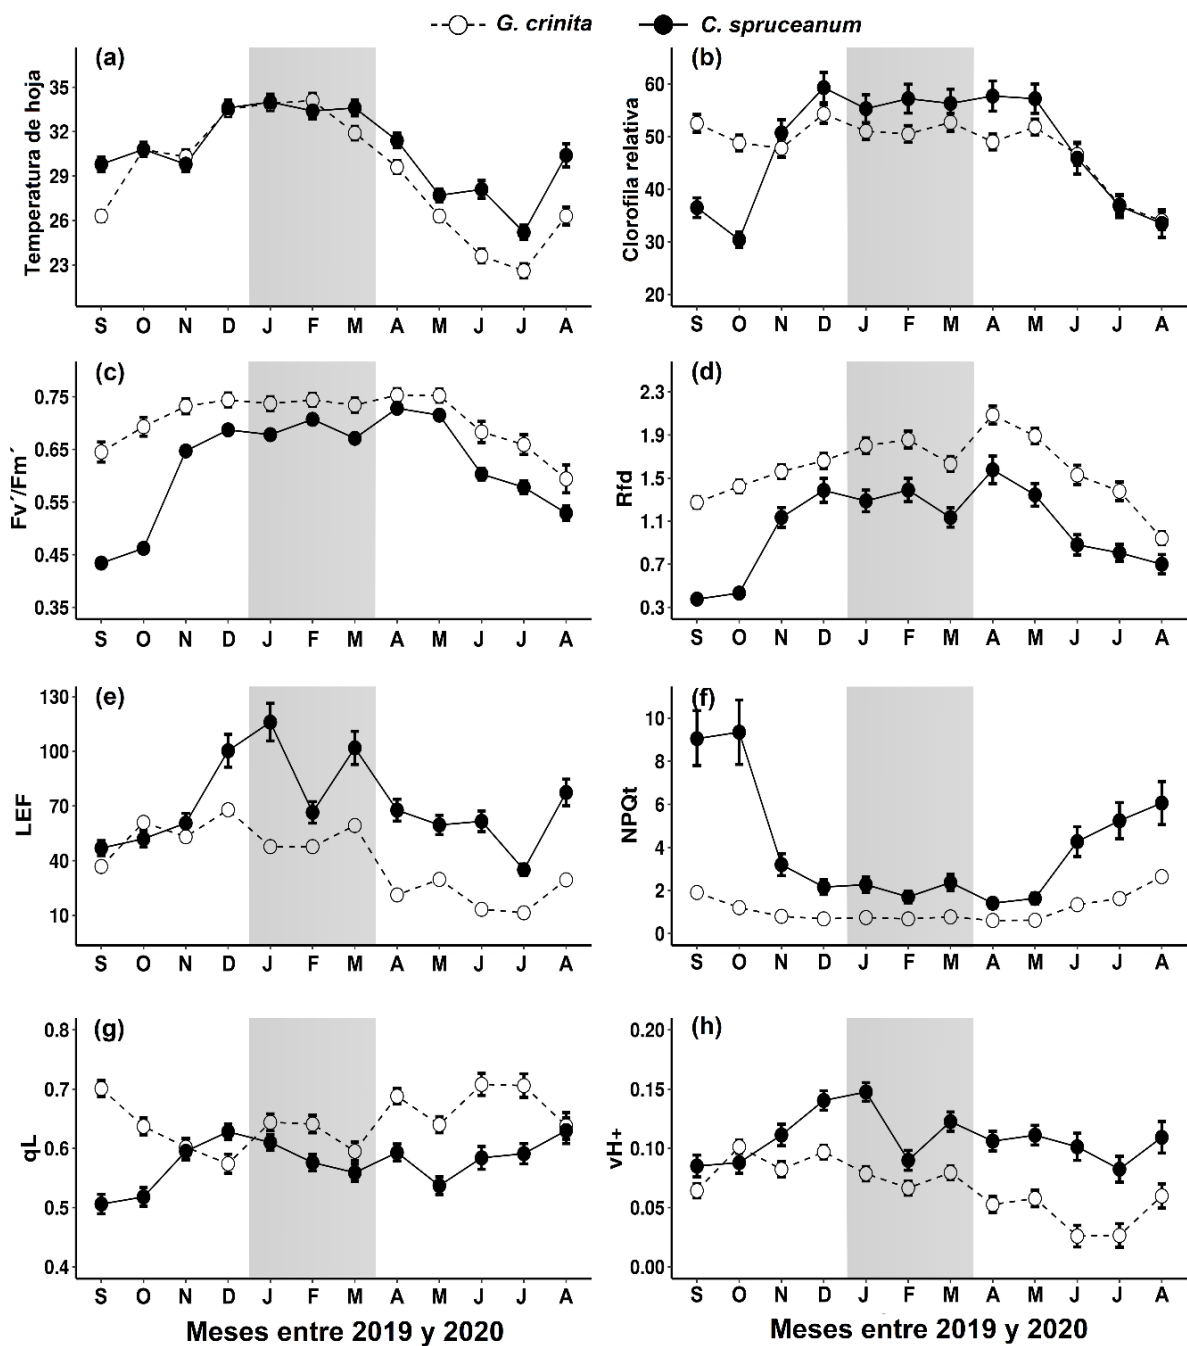 G. crinita C. spruceanum
(a)
Temperatura de hoja
35
32
29
26
23
S O N D J F M A M J J A
(b)
Clorofila relativa
60
50
40
30
20
S O N D J F M A M J J A
(c)
Fv´/Fm´
0.75
0.65
0.55
0.45
0.35
S O N D J F M A M J J A
(d)
Rfd
2.3
1.9
1.5
1.1
0.7
0.3
S O N D J F M A M J J A
(e)
LEF
130
100
70
40
10
S O N D J F M A M J J A
(f)
NPQt
10
8
6
4
2
0
S O N D J F M A M J J A
(g)
qL
0.8
0.7
0.6
0.5
0.4
S O N D J F M A M J J A
Meses entre 2019 y 2020
(h)
vH+
0.20
0.15
0.10
0.05
0.00
S O N D J F M A M J J A
Meses entre 2019 y 2020